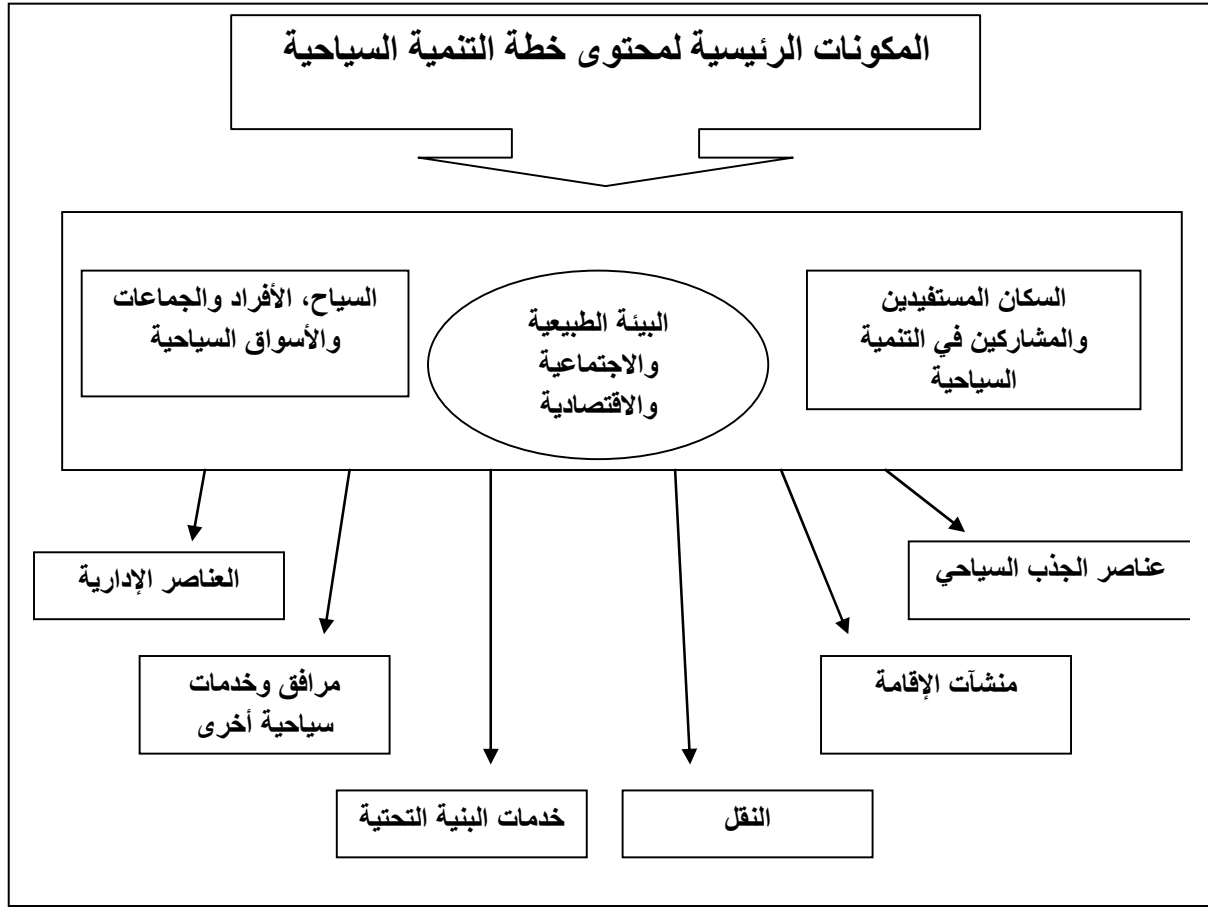 المكونات الرئيسية لمحتوى خطة التنمية السياحية
السكان المستفيدين
والمشاركين في التنمية
السياحية
البيئة الطبيعية
والاجتماعية
والاقتصادية
السياح، الأفراد والجماعات
والأسواق السياحية
عناصر الجذب السياحي
منشآت الإقامة
النقل
خدمات البنية التحتية
مرافق وخدمات
سياحية أخرى
العناصر الإدارية